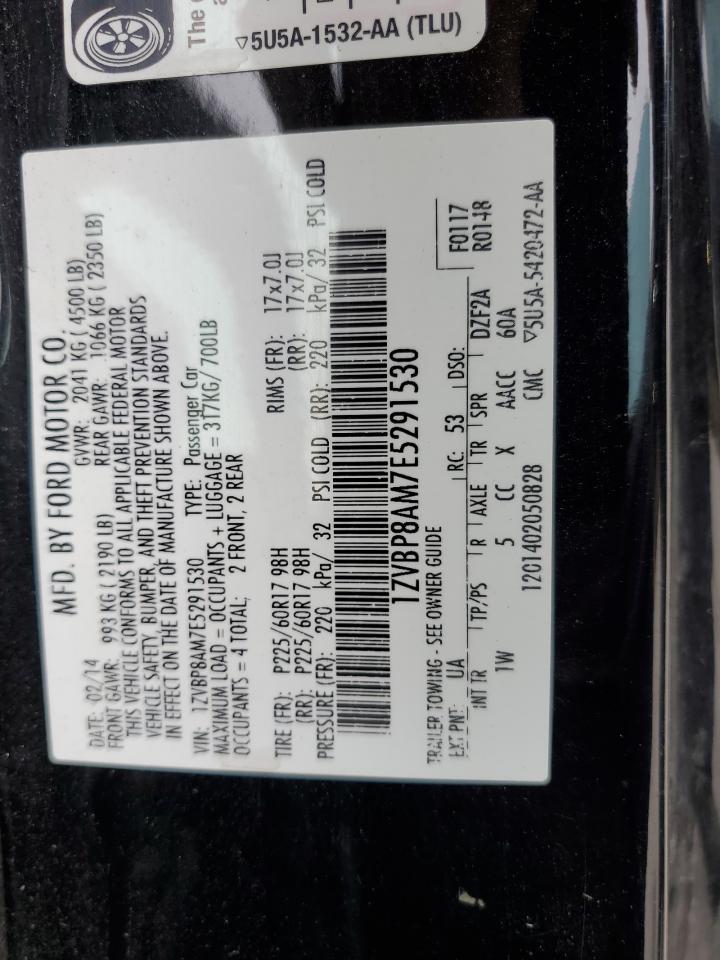 The
▽5U5A-1532-AA (TLU)
MFD. BY FORD MOTOR CO.
DATE: 02/14 GVWR: 2041 KG ( 4500 LB)
FRONT GAWR: 993 KG ( 2190 LB) REAR GAWR: 1066 KG ( 2350 LB)
THIS VEHICLE CONFORMS TO ALL APPLICABLE FEDERAL MOTOR
VEHICLE SAFETY, BUMPER, AND THEFT PREVENTION STANDARDS
IN EFFECT ON THE DATE OF MANUFACTURE SHOWN ABOVE.
VIN: 1ZVBP8AM7E5291530 TYPE: Passenger Car
MAXIMUM LOAD = OCCUPANTS + LUGGAGE = 317KG/ 700LB
OCCUPANTS = 4 TOTAL; 2 FRONT, 2 REAR
TIRE (FR): P225/60R17 98H RIMS (FR): 17x7.0J
(RR): P225/60R17 98H (RR): 17x7.0J
PRESSURE (FR): 220 kPa/ 32 PSI COLD (RR): 220 kPa/ 32 PSI COLD
1ZVBP8AM7E5291530
TRAILER TOWING - SEE OWNER GUIDE
F0117
EXT PNT: UA RC: 53 DSO: R0148
INT TR TP/PS R AXLE TR SPR DZF2A
1W 5 CC X AACC 60A
1201402050828 CMC ▽5U5A-5420472-AA